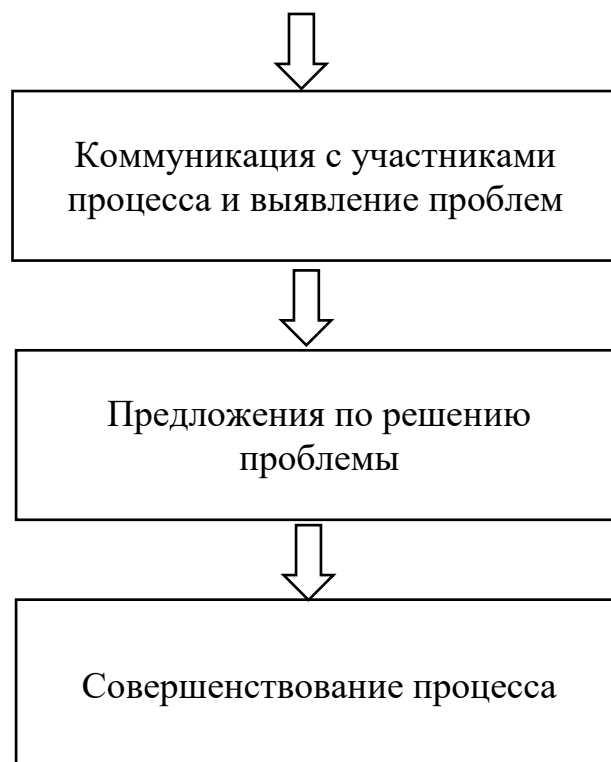 Коммуникация с участниками
процесса и выявление проблем
Предложения по решению
проблемы
Совершенствование процесса